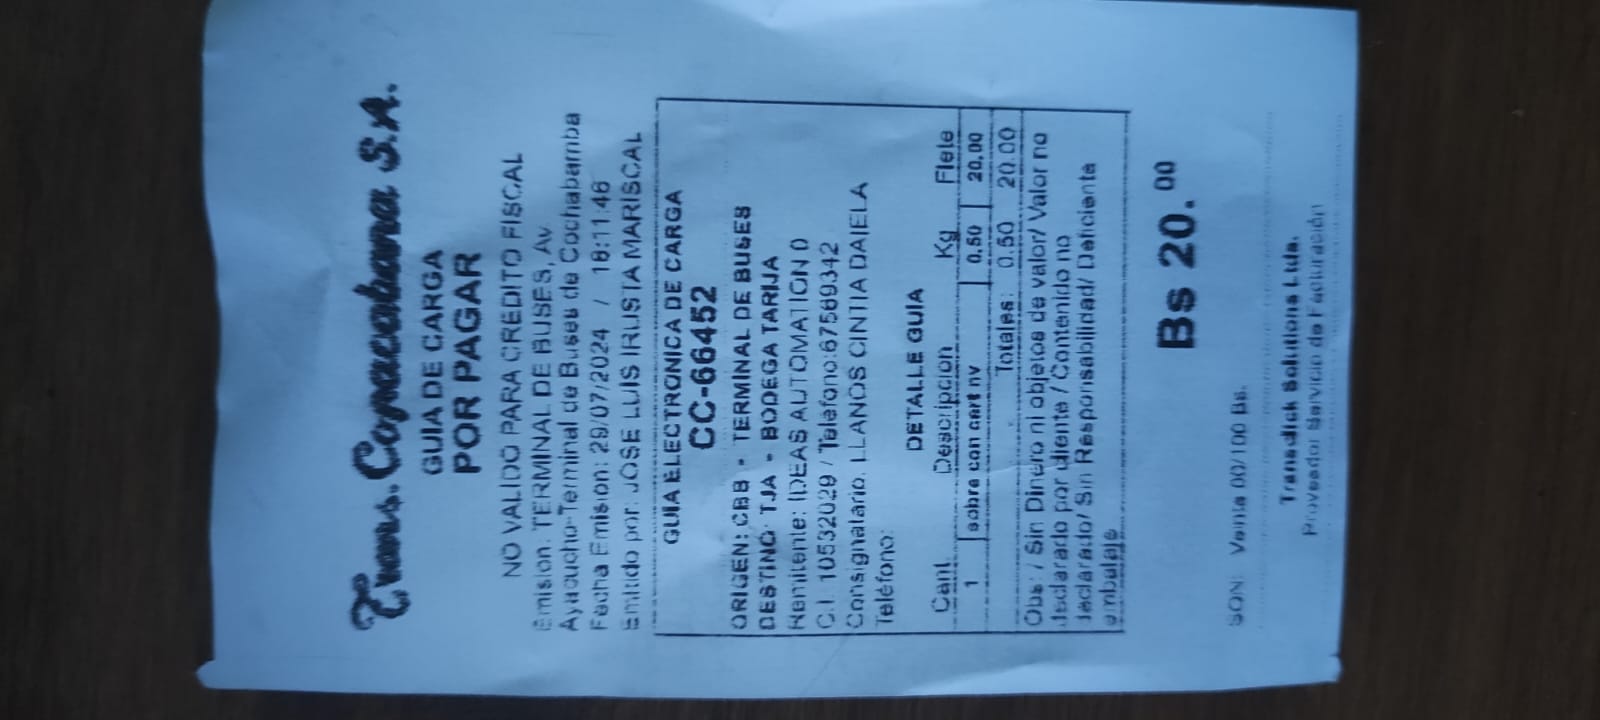 Trans. Copacabana S.A.
GUIA DE CARGA
POR PAGAR
NO VALIDO PARA CREDITO FISCAL
Emision: TERMINAL DE BUSES, Av.
Ayacucho-Terminal de Buses de Cochabamba
Fecha Emision: 29/07/2024 / 18:11:46
Emitido por: JOSE LUIS IRUSTA MARISCAL
GUIA ELECTRONICA DE CARGA
CC-66452
ORIGEN: CBB - TERMINAL DE BUSES
DESTINO: TJA - BODEGA TARIJA
Remitente: IDEAS AUTOMATION 0
C.I. 10532029 / Teléfono:67569342
Consignatario: LLANOS CINTIA DAIELA
Teléfono:
DETALLE GUIA
Cant. Descripcion Kg Flete
1 sobre con cart nv 0.50 20.00
Totales: 0.50 20.00
Obs: / Sin Dinero ni objetos de valor/ Valor no
declarado por cliente / Contenido no
declarado/ Sin Responsabilidad/ Deficiente
embalaje
Bs 20.00
SON: Veinte 00/100 Bs.
Transdick Solutions Ltda.
Proveedor Servicio de Facturación